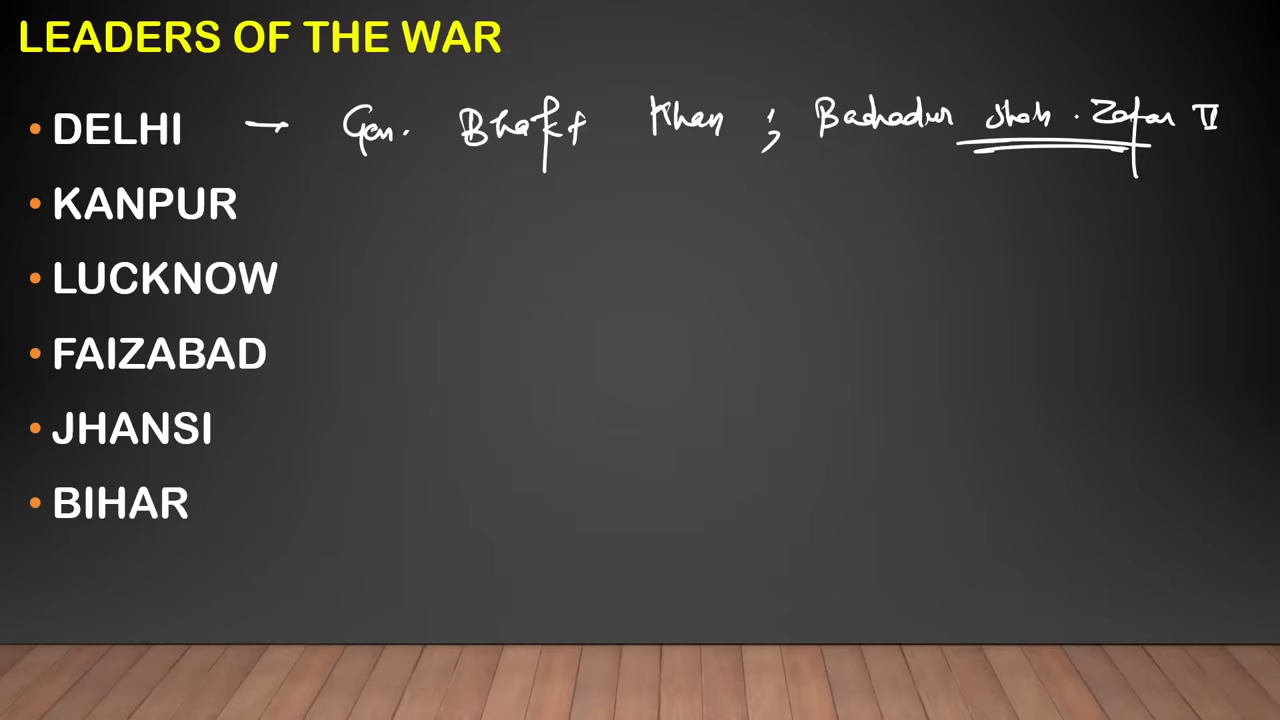 LEADERS OF THE WAR
• DELHI → Gen. Bhakt Khan ; Bahadur Shah. Zafar II
• KANPUR
• LUCKNOW
• FAIZABAD
• JHANSI
• BIHAR